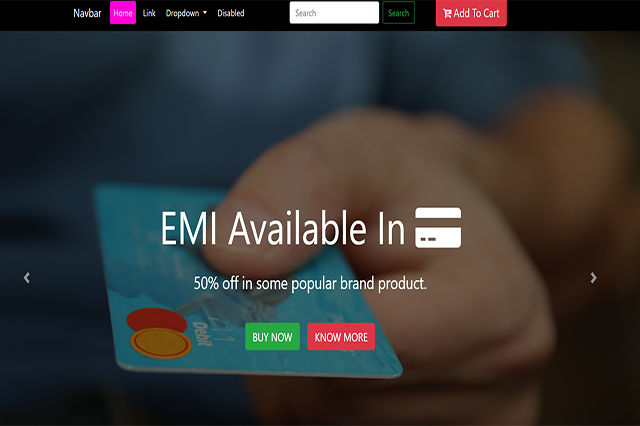 Navbar Home Link Dropdown Disabled Search Search Add To Cart
EMI Available In
50% off in some popular brand product.
BUY NOW KNOW MORE
Debit